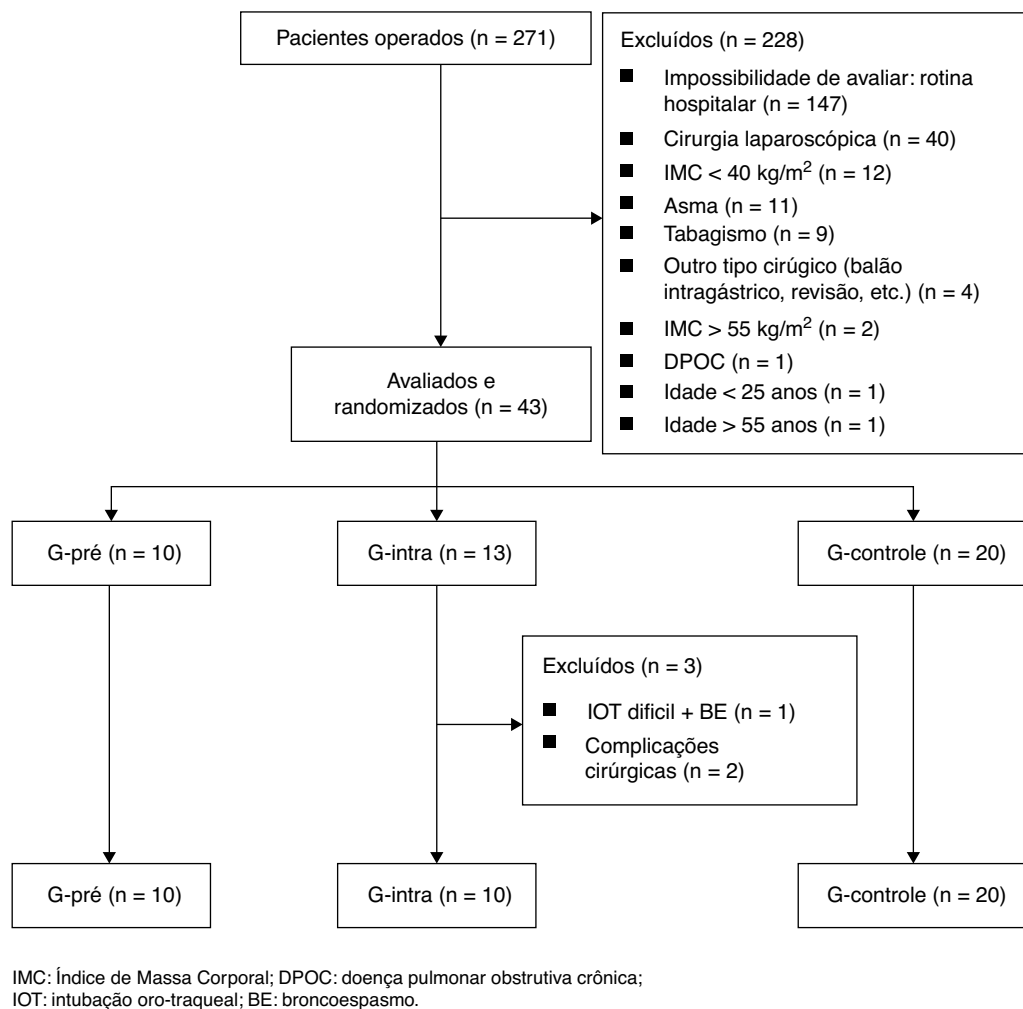 Pacientes operados (n = 271)
Excluídos (n = 228)
■ Impossibilidade de avaliar: rotina
hospitalar (n = 147)
■ Cirurgia laparoscópica (n = 40)
■ IMC < 40 kg/m² (n = 12)
■ Asma (n = 11)
■ Tabagismo (n = 9)
■ Outro tipo cirúgico (balão
intragástrico, revisão, etc.) (n = 4)
■ IMC > 55 kg/m² (n = 2)
■ DPOC (n = 1)
■ Idade < 25 anos (n = 1)
■ Idade > 55 anos (n = 1)
Avaliados e
randomizados (n = 43)
G-pré (n = 10)
G-intra (n = 13)
G-controle (n = 20)
Excluídos (n = 3)
■ IOT dificil + BE (n = 1)
■ Complicações
cirúrgicas (n = 2)
G-pré (n = 10)
G-intra (n = 10)
G-controle (n = 20)
IMC: Índice de Massa Corporal; DPOC: doença pulmonar obstrutiva crônica;
IOT: intubação oro-traqueal; BE: broncoespasmo.